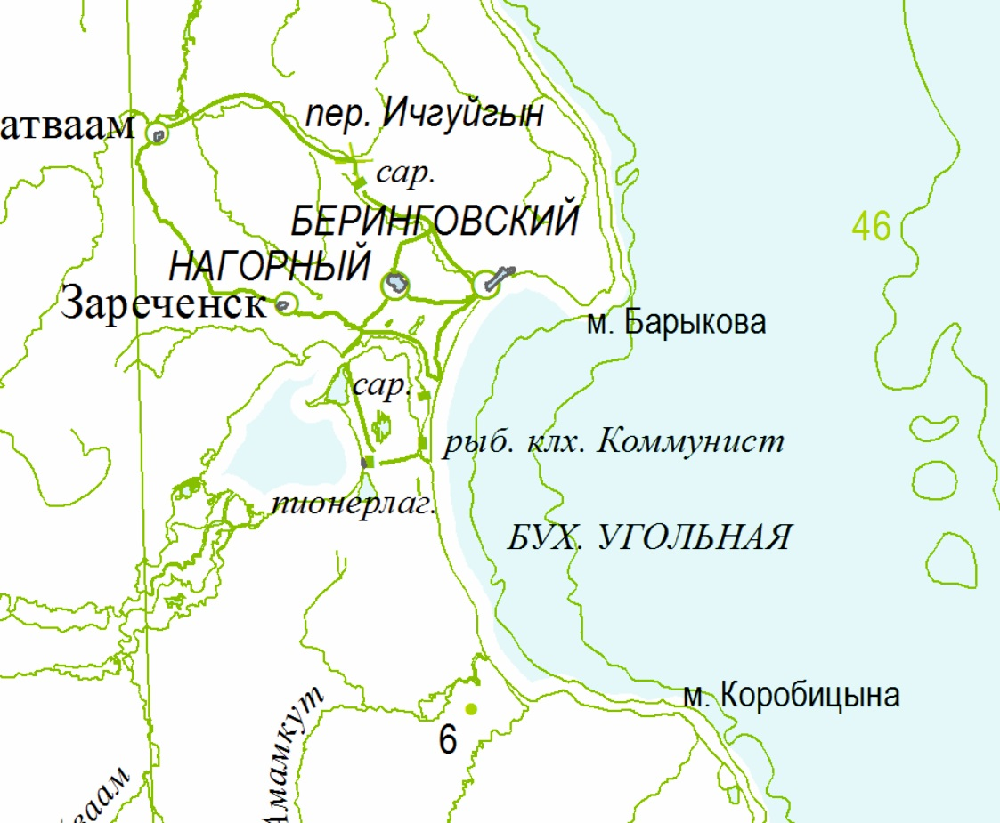 пер. Ичгуйгын
атваам
сар.
БЕРИНГОВСКИЙ
46
НАГОРНЫЙ
Зареченск
м. Барыкова
сар.
рыб. клх. Коммунист
пионерлаг.
БУХ. УГОЛЬНАЯ
м. Коробицына
6
Амамкут
ваам